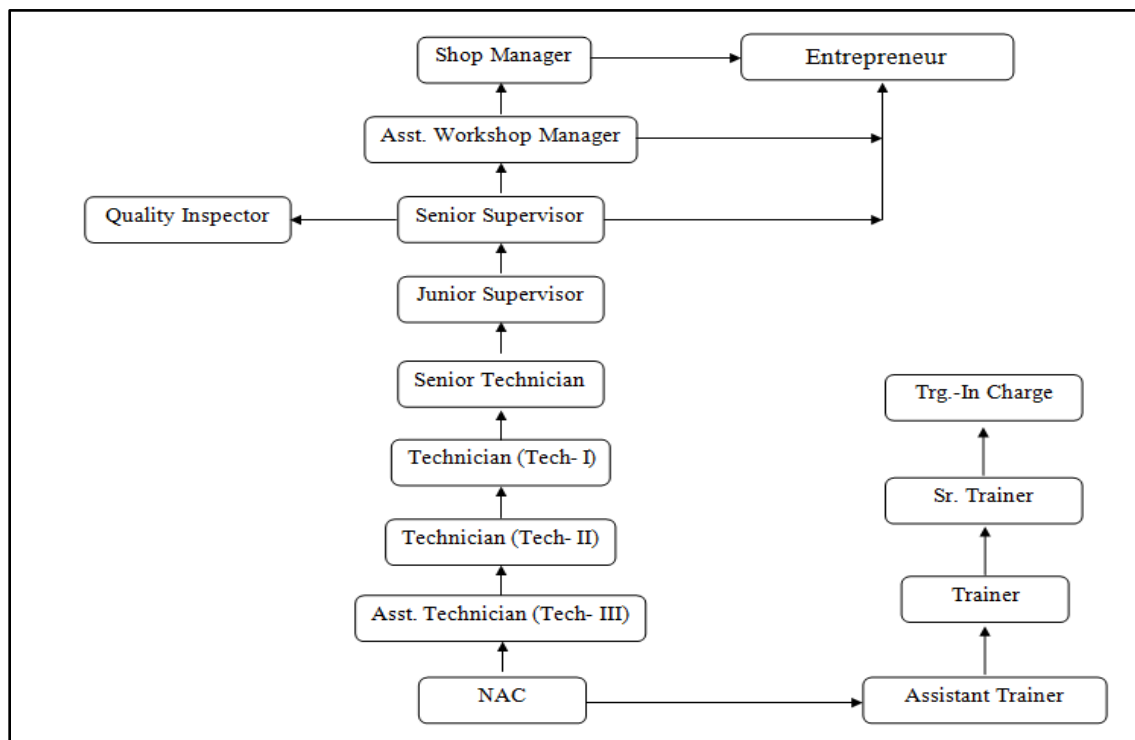 Shop Manager
Entrepreneur
Asst. Workshop Manager
Quality Inspector
Senior Supervisor
Junior Supervisor
Senior Technician
Trg.-In Charge
Technician (Tech- I)
Sr. Trainer
Technician (Tech- II)
Trainer
Asst. Technician (Tech- III)
NAC
Assistant Trainer